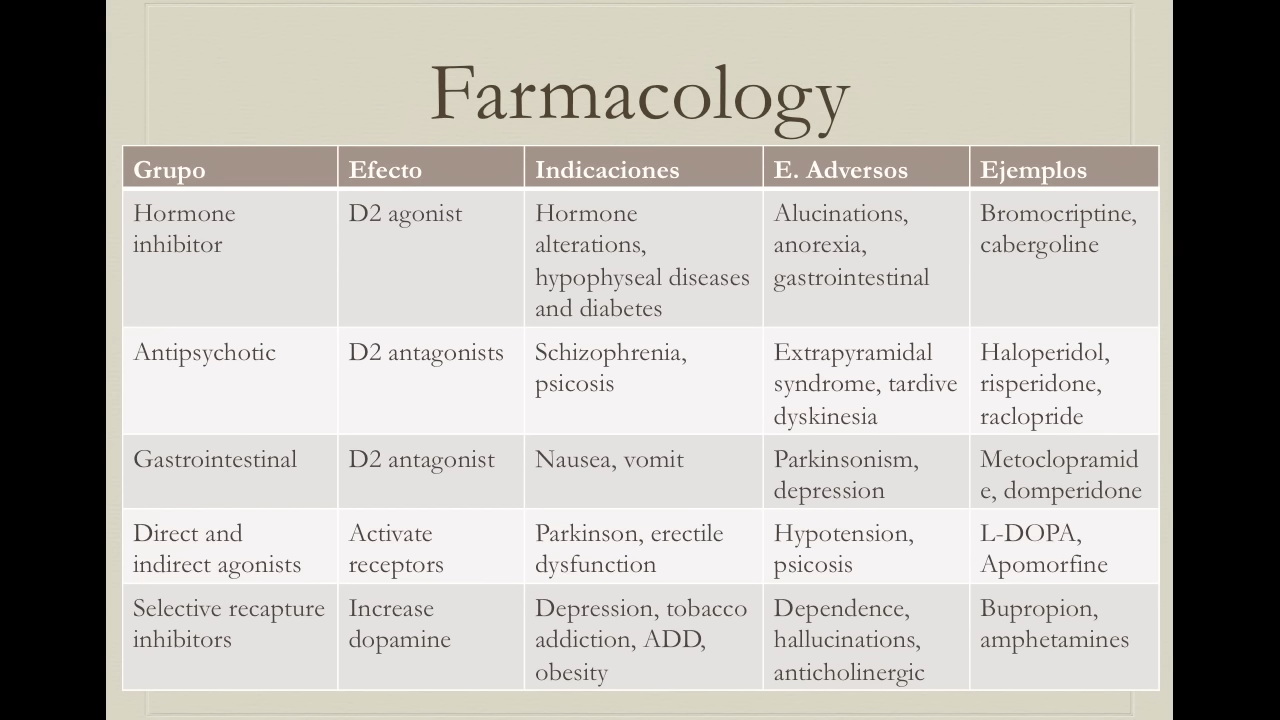 Farmacology
Grupo
Efecto
Indicaciones
E. Adversos
Ejemplos
Hormone
inhibitor
D2 agonist
Hormone
alterations,
hypophyseal diseases
and diabetes
Alucinations,
anorexia,
gastrointestinal
Bromocriptine,
cabergoline
Antipsychotic
D2 antagonists
Schizophrenia,
psicosis
Extrapyramidal
syndrome, tardive
dyskinesia
Haloperidol,
risperidone,
raclopride
Gastrointestinal
D2 antagonist
Nausea, vomit
Parkinsonism,
depression
Metoclopramid
e, domperidone
Direct and
indirect agonists
Activate
receptors
Parkinson, erectile
dysfunction
Hypotension,
psicosis
L-DOPA,
Apomorfine
Selective recapture
inhibitors
Increase
dopamine
Depression, tobacco
addiction, ADD,
obesity
Dependence,
hallucinations,
anticholinergic
Bupropion,
amphetamines